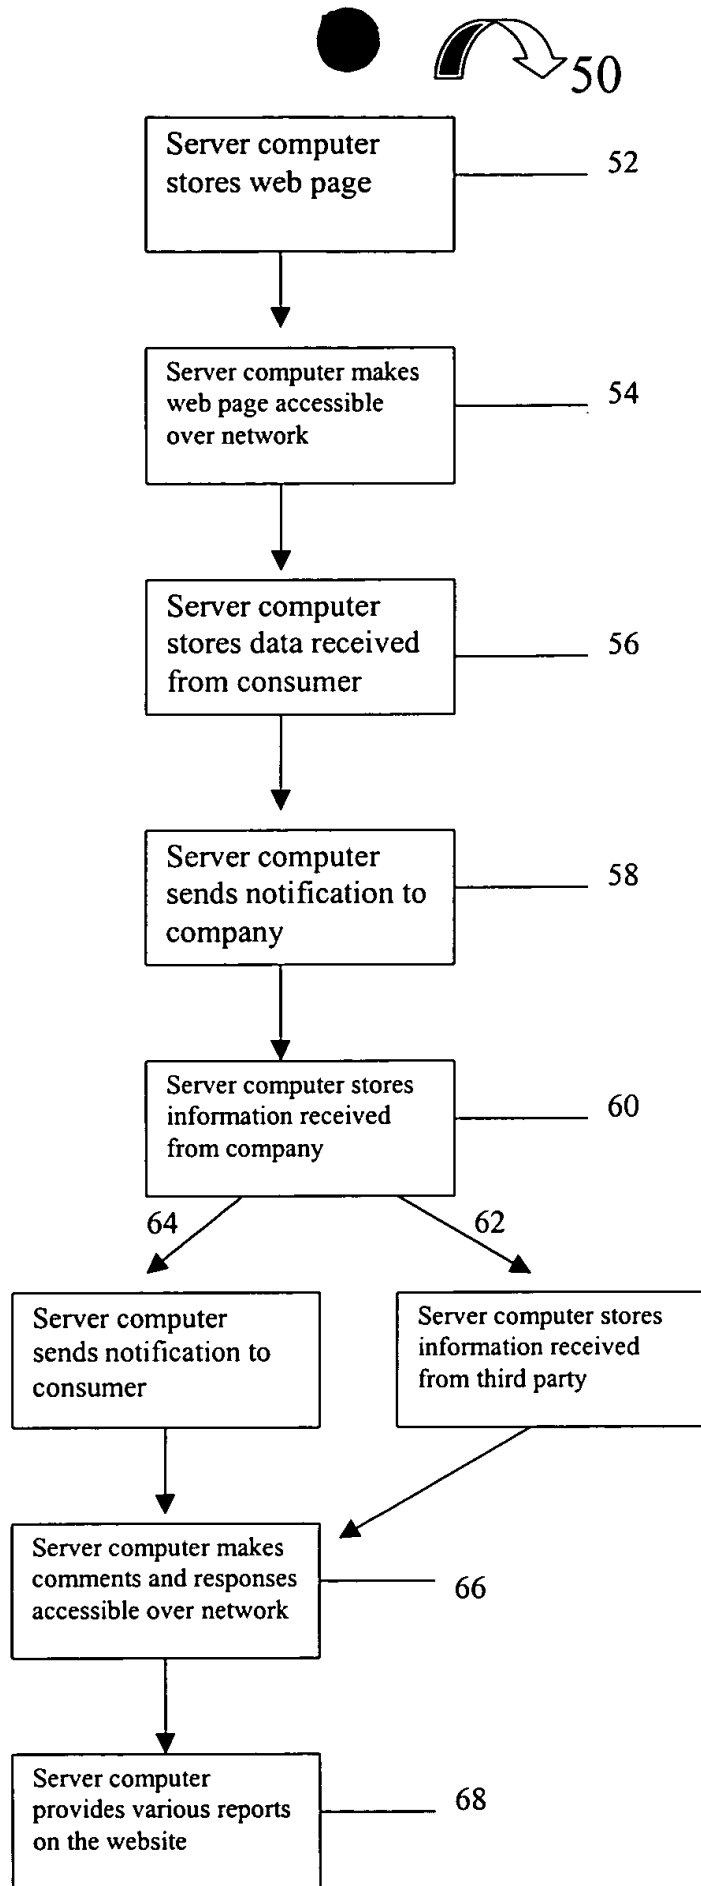 50
Server computer
stores web page
52
Server computer makes
web page accessible
over network
54
Server computer
stores data received
from consumer
56
Server computer
sends notification to
company
58
Server computer stores
information received
from company
60
64
62
Server computer
sends notification to
consumer
Server computer stores
information received
from third party
Server computer makes
comments and responses
accessible over network
66
Server computer
provides various reports
on the website
68